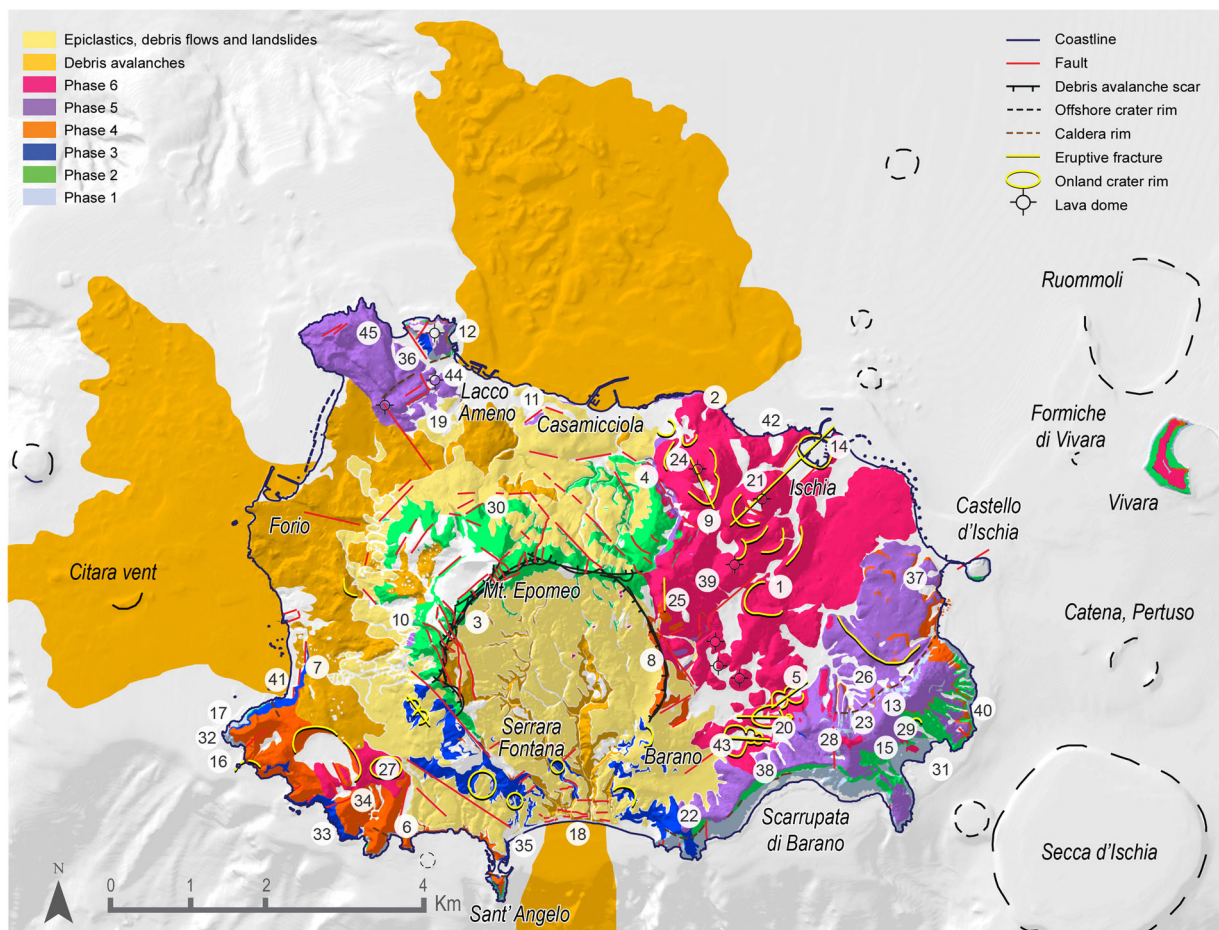 Epiclastics, debris flows and landslides
Debris avalanches
Phase 6
Phase 5
Phase 4
Phase 3
Phase 2
Phase 1
Coastline
Fault
Debris avalanche scar
Offshore crater rim
Caldera rim
Eruptive fracture
Onland crater rim
Lava dome
Ruommoli
45
12
36
44
Lacco
Ameno
19
11
Casamicciola
2
42
14
Formiche
di Vivara
24
4
21
Ischia
Vivara
30
9
Forio
Castello
d'Ischia
Citara vent
Mt. Epomeo
39
1
37
25
10
3
Catena, Pertuso
8
7
5
26
41
13
17
32
20
23
29
40
Serrara
Fontana
Barano
43
28
15
16
27
38
31
34
33
6
22
Scarrupata
di Barano
35
18
Secca d'Ischia
N
0
2
4
Km
Sant' Angelo